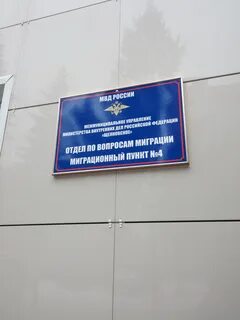 МВД РОССИИ
МЕЖМУНИЦИПАЛЬНОЕ УПРАВЛЕНИЕ
МИНИСТЕРСТВА ВНУТРЕННИХ ДЕЛ РОССИЙСКОЙ ФЕДЕРАЦИИ
«ЩЕЛКОВСКОЕ»
ОТДЕЛ ПО ВОПРОСАМ МИГРАЦИИ
МИГРАЦИОННЫЙ ПУНКТ №4